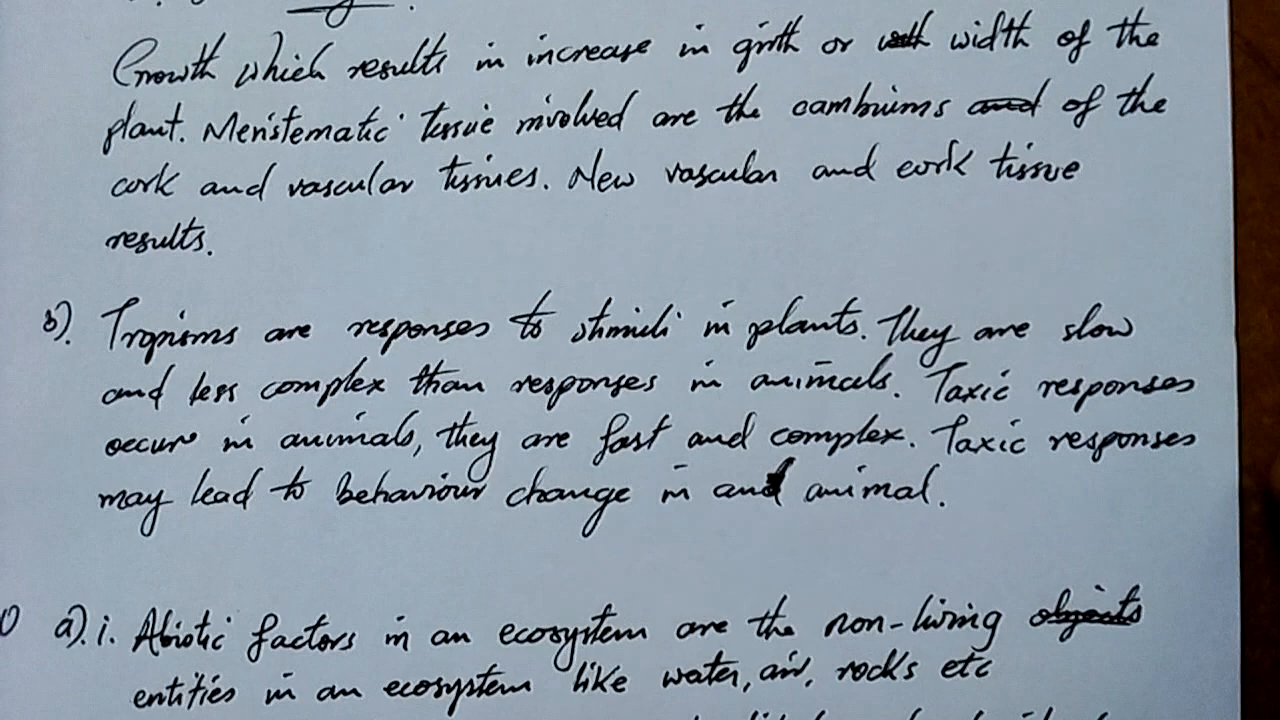 Growth which results in increase in girth or width of the
plant. Meristematic tissue involved are the cambiums and of the
cork and vascular tissues. New vascular and cork tissue
results.
b). Tropisms are responses to stimuli in plants. They are slow
and less complex than responses in animals. Taxic responses
occur in animals, they are fast and complex. Taxic responses
may lead to behaviour change in and animal.
a). i. Abiotic factors in an ecosystem are the non-living objects
entities in an ecosystem like water, air, rocks etc